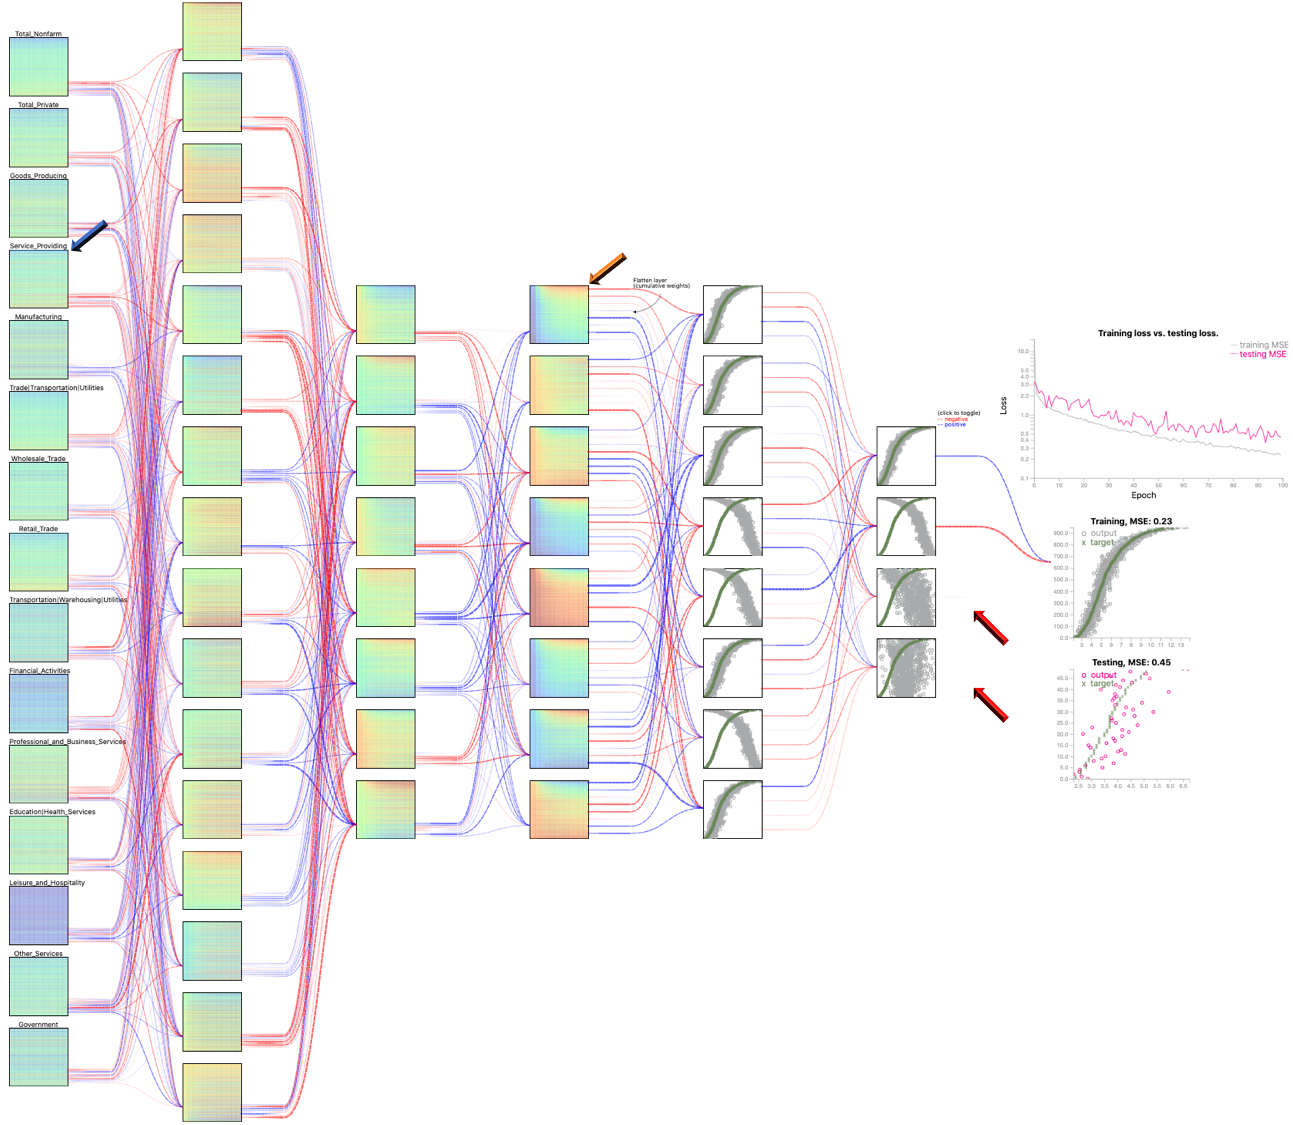 Total_Nonfarm
Total_Private
Goods_Producing
Service_Providing
Manufacturing
Trade|Transportation|Utilities
Wholesale_Trade
Retail_Trade
Transportation|Warehousing|Utilities
Financial_Activities
Professional_and_Business_Services
Education|Health_Services
Leisure_and_Hospitality
Other_Services
Government
Flatten layer
(cumulative weights)
(click to toggle)
negative
positive
Training loss vs. testing loss.
training MSE
testing MSE
Loss
10.0
5.0
4.0
3.0
2.0
1.0
0.5
0.4
0.3
0.2
0.1
0 10 20 30 40 50 60 70 80 90 100
Epoch
Training, MSE: 0.23
o output
x target
900.0
800.0
700.0
600.0
500.0
400.0
300.0
200.0
100.0
0.0
3 4 5 6 7 8 9 10 11 12 13
Testing, MSE: 0.45
o output
x target
45.0
40.0
35.0
30.0
25.0
20.0
15.0
10.0
5.0
0.0
2.5 3.0 3.5 4.0 4.5 5.0 5.5 6.0 6.5